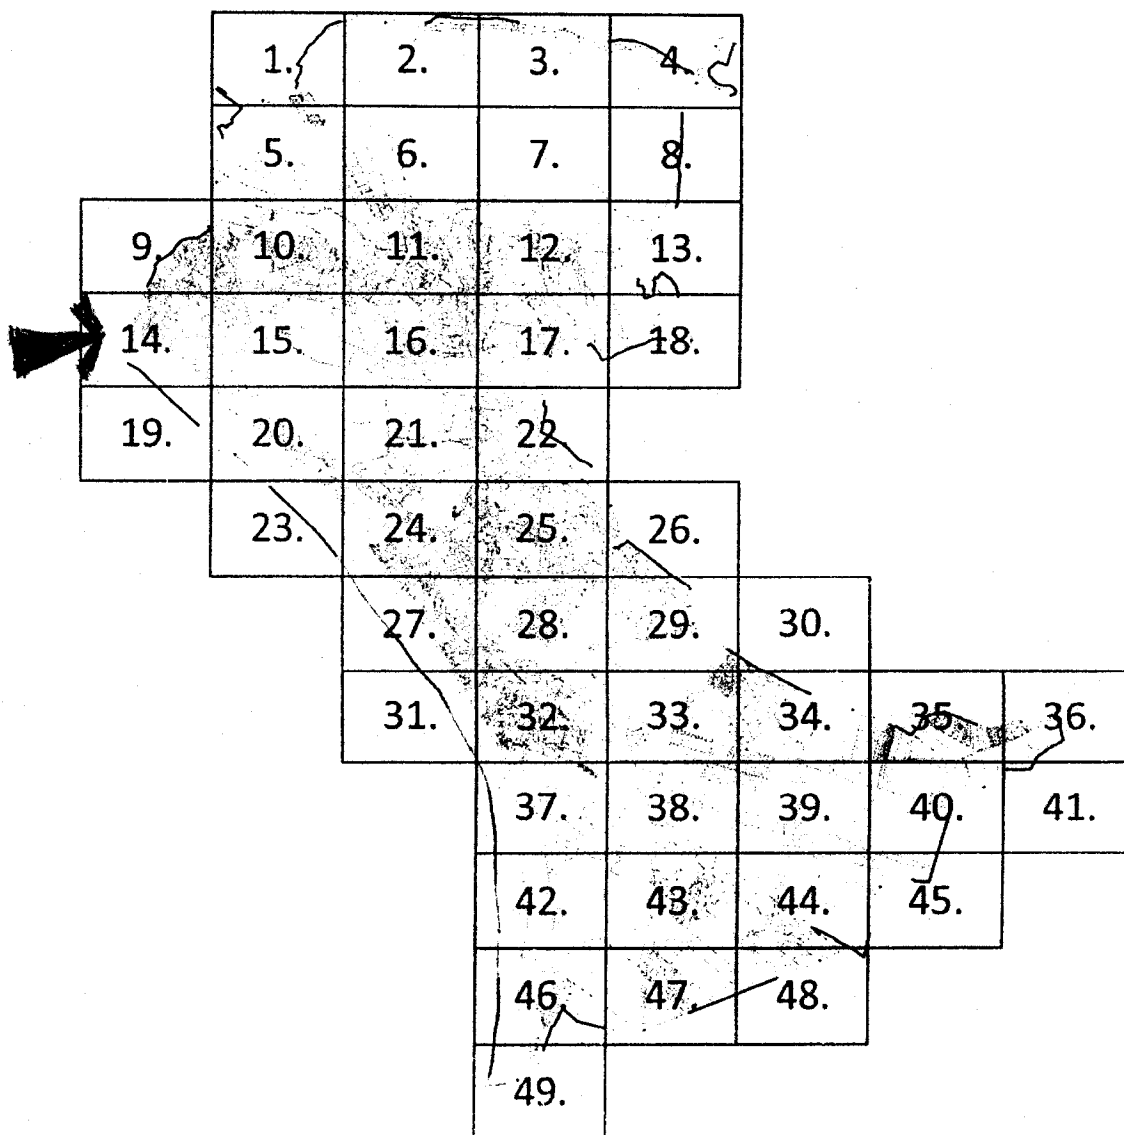 1. 2. 3. 4.
5. 6. 7. 8.
9. 10. 11. 12. 13.
14. 15. 16. 17. 18.
19. 20. 21. 22.
23. 24. 25. 26.
27. 28. 29. 30.
31. 32. 33. 34. 35. 36.
37. 38. 39. 40. 41.
42. 43. 44. 45.
46. 47. 48.
49.